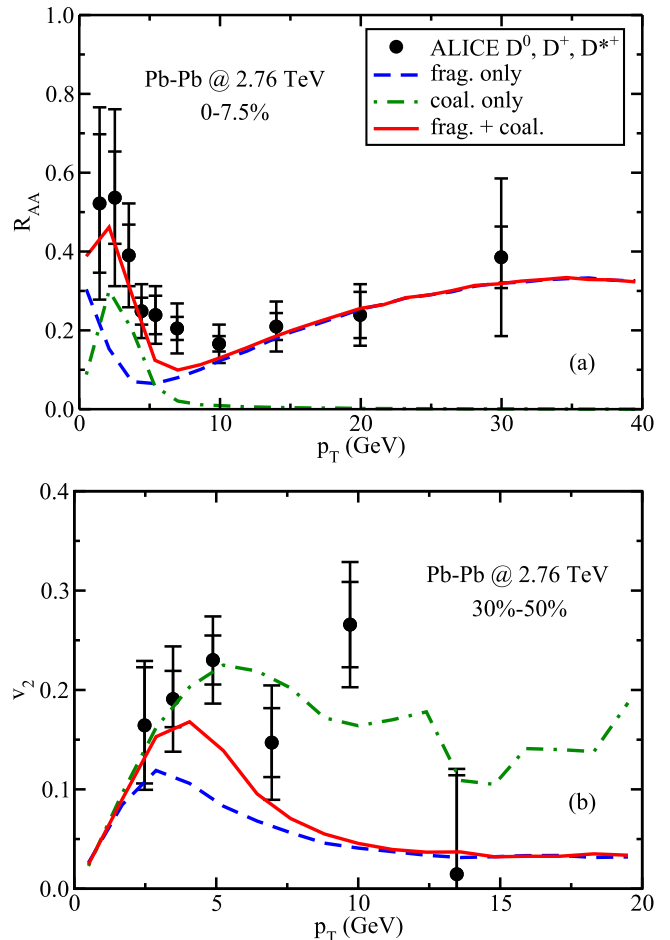 1.0
0.8
0.6
0.4
0.2
0.0
R_AA
Pb-Pb @ 2.76 TeV
0-7.5%
ALICE D⁰, D⁺, D*⁺
frag. only
coal. only
frag. + coal.
(a)
0 10 20 30 40
p_T (GeV)
0.4
0.3
0.2
0.1
0.0
v_2
Pb-Pb @ 2.76 TeV
30%-50%
(b)
0 5 10 15 20
p_T (GeV)